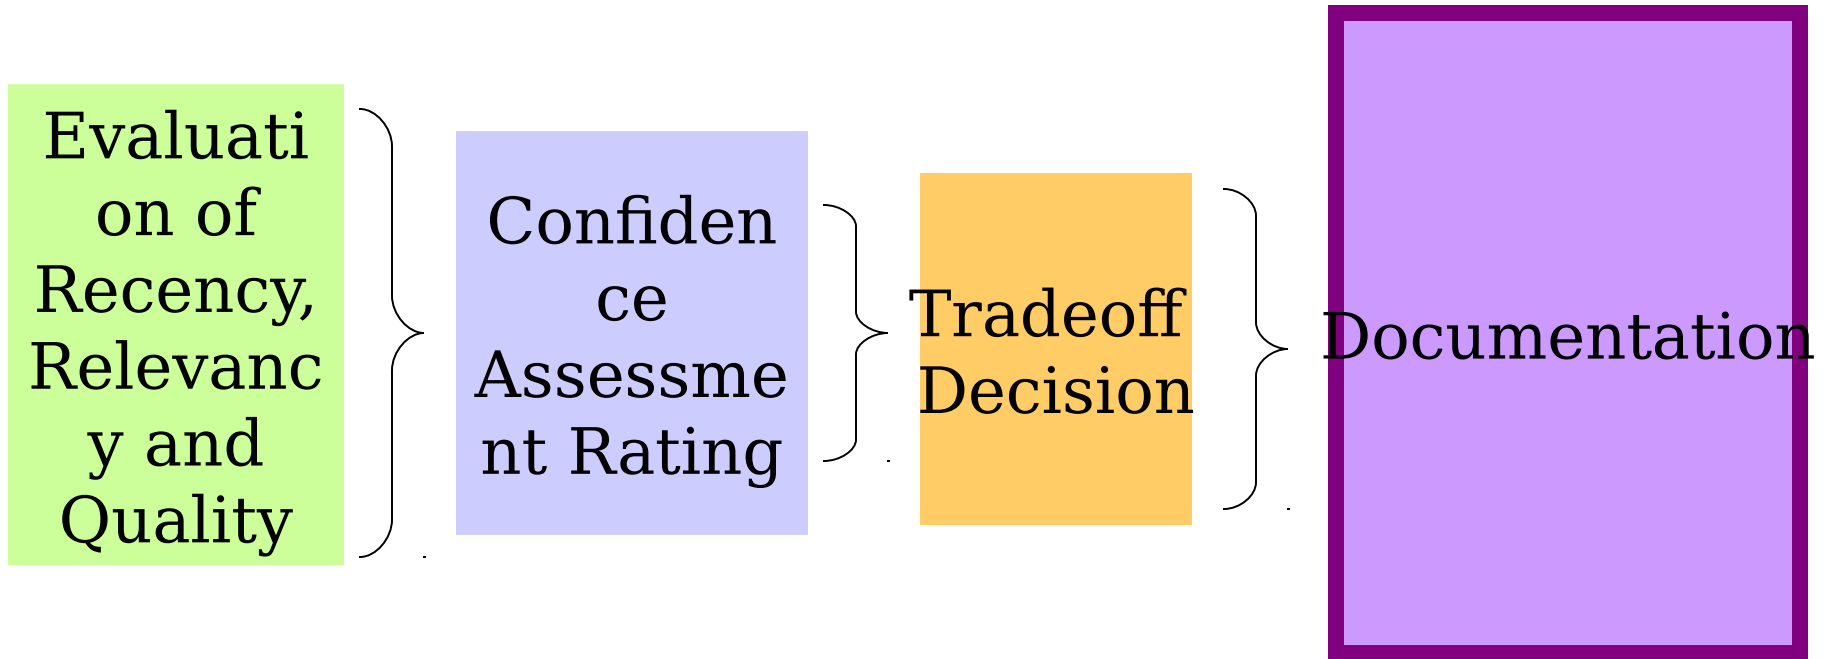 Evaluati
on of
Recency,
Relevanc
y and
Quality
Confiden
ce
Assessme
nt Rating
Tradeoff
Decision
Documentation